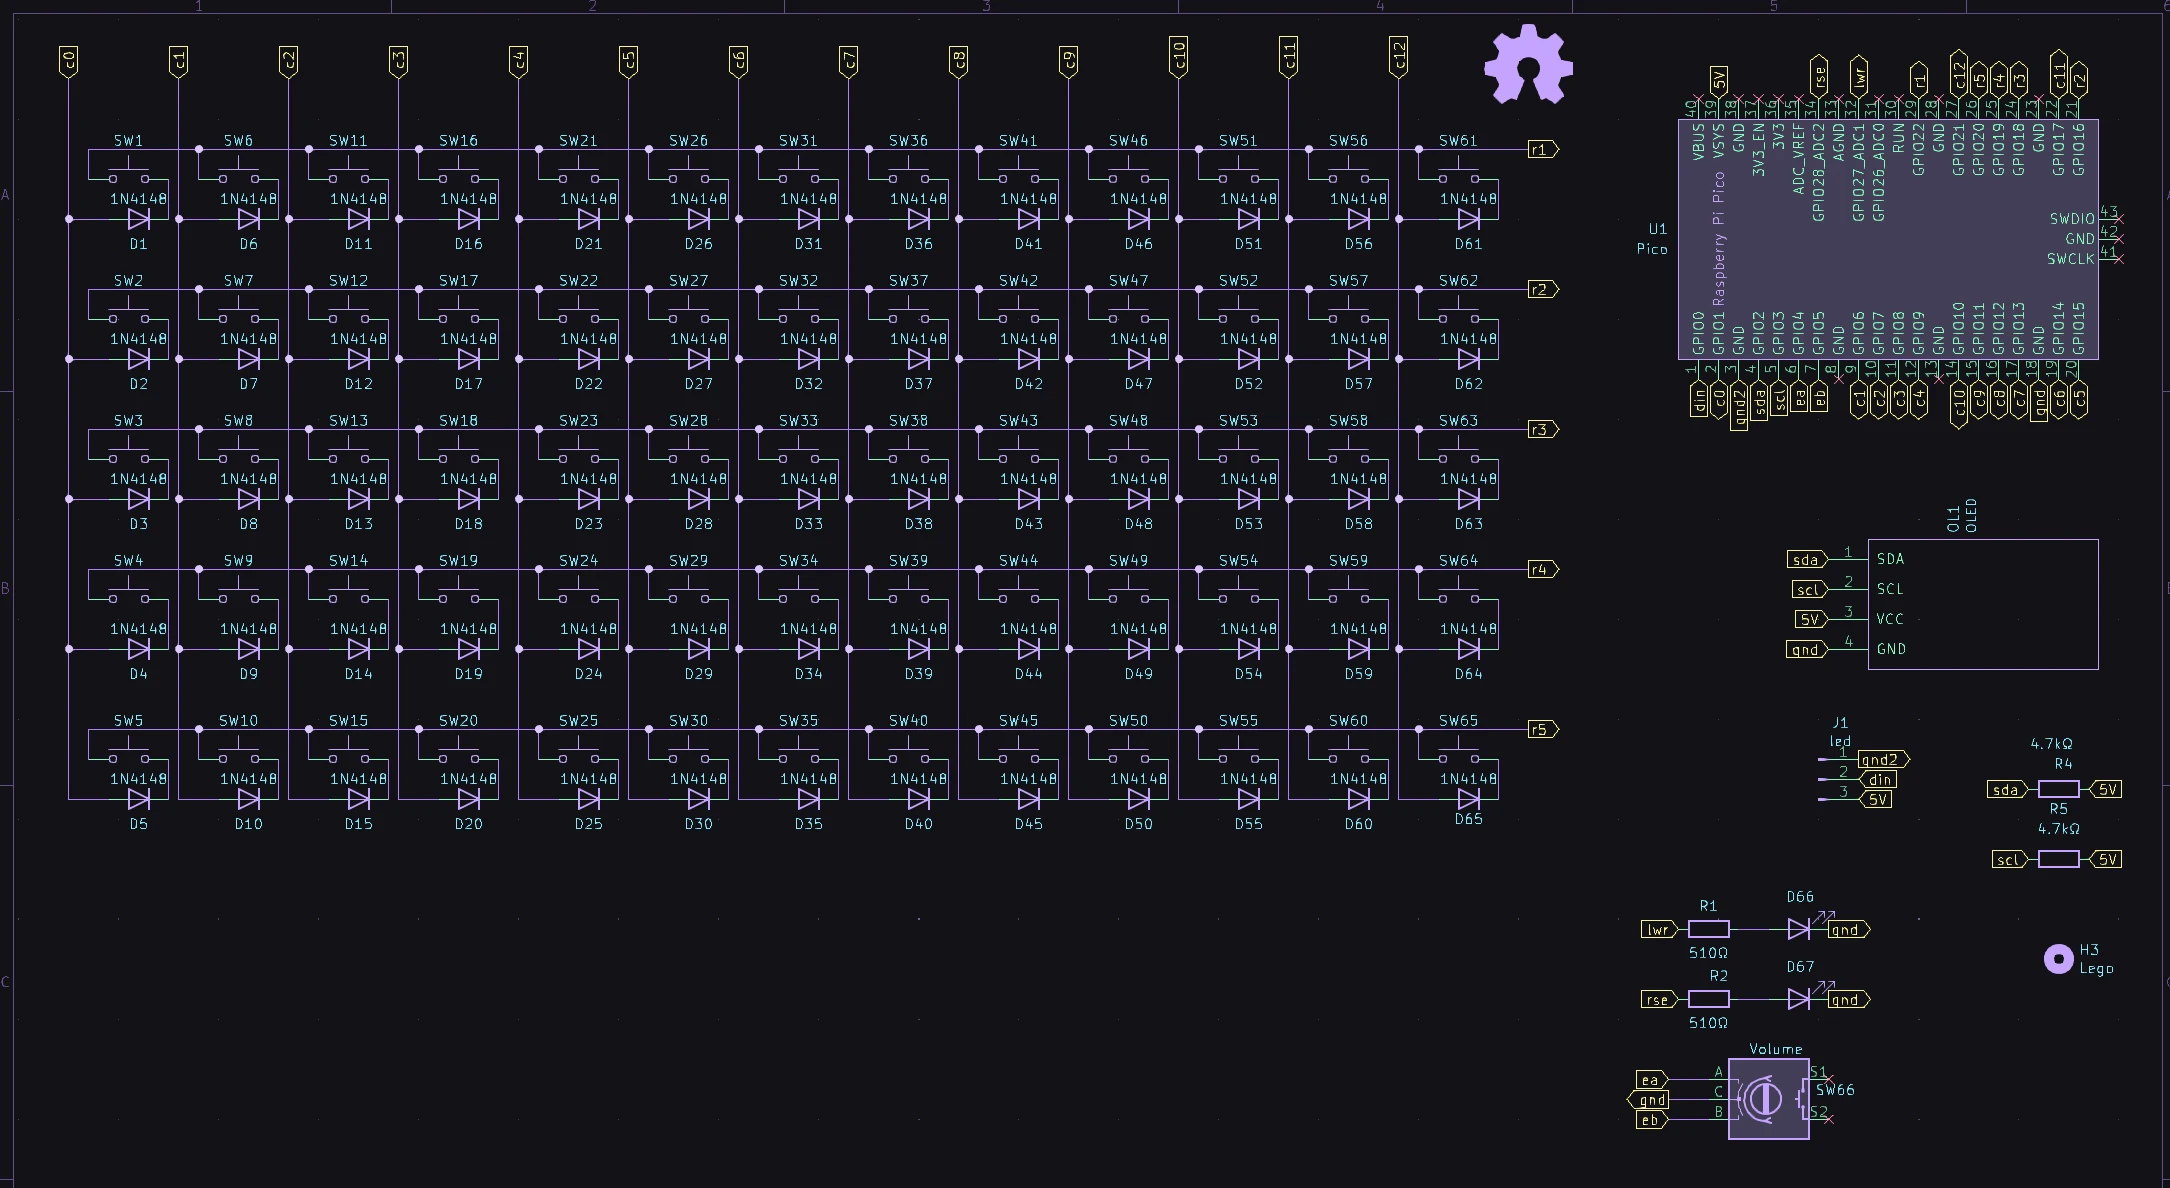 1 2 3 4 5 6
c0 c1 c2 c3 c4 c5 c6 c7 c8 c9 c10 c11 c12
A
SW1 SW6 SW11 SW16 SW21 SW26 SW31 SW36 SW41 SW46 SW51 SW56 SW61 r1
1N4148 1N4148 1N4148 1N4148 1N4148 1N4148 1N4148 1N4148 1N4148 1N4148 1N4148 1N4148 1N4148
D1 D6 D11 D16 D21 D26 D31 D36 D41 D46 D51 D56 D61
SW2 SW7 SW12 SW17 SW22 SW27 SW32 SW37 SW42 SW47 SW52 SW57 SW62 r2
1N4148 1N4148 1N4148 1N4148 1N4148 1N4148 1N4148 1N4148 1N4148 1N4148 1N4148 1N4148 1N4148
D2 D7 D12 D17 D22 D27 D32 D37 D42 D47 D52 D57 D62
SW3 SW8 SW13 SW18 SW23 SW28 SW33 SW38 SW43 SW48 SW53 SW58 SW63 r3
1N4148 1N4148 1N4148 1N4148 1N4148 1N4148 1N4148 1N4148 1N4148 1N4148 1N4148 1N4148 1N4148
D3 D8 D13 D18 D23 D28 D33 D38 D43 D48 D53 D58 D63
B
SW4 SW9 SW14 SW19 SW24 SW29 SW34 SW39 SW44 SW49 SW54 SW59 SW64 r4
1N4148 1N4148 1N4148 1N4148 1N4148 1N4148 1N4148 1N4148 1N4148 1N4148 1N4148 1N4148 1N4148
D4 D9 D14 D19 D24 D29 D34 D39 D44 D49 D54 D59 D64
SW5 SW10 SW15 SW20 SW25 SW30 SW35 SW40 SW45 SW50 SW55 SW60 SW65 r5
1N4148 1N4148 1N4148 1N4148 1N4148 1N4148 1N4148 1N4148 1N4148 1N4148 1N4148 1N4148 1N4148
D5 D10 D15 D20 D25 D30 D35 D40 D45 D50 D55 D60 D65
C
5V rse lwr r1 c12 r5 r4 r3 c11 r2
40 39 38 37 36 35 34 33 32 31 30 29 28 27 26 25 24 23 22 21
VBUS VSYS GND 3V3_EN 3V3 ADC_VREF GPIO28_ADC2 AGND GPIO27_ADC1 GPIO26_ADC0 RUN GPIO22 GND GPIO21 GPIO20 GPIO19 GPIO18 GND GPIO17 GPIO16
Raspberry Pi Pico
U1
Pico
SWDIO 43
GND 42
SWCLK 41
GPIO0 GPIO1 GND GPIO2 GPIO3 GPIO4 GPIO5 GND GPIO6 GPIO7 GPIO8 GPIO9 GND GPIO10 GPIO11 GPIO12 GPIO13 GND GPIO14 GPIO15
1 2 3 4 5 6 7 8 9 10 11 12 13 14 15 16 17 18 19 20
din c0 gnd2 sda scl ea eb c1 c2 c3 c4 c10 c9 c8 c7 gnd c6 c5
OL1
OLED
sda 1 SDA
scl 2 SCL
5V 3 VCC
gnd 4 GND
J1
led
1 gnd2
2 din
3 5V
4.7kΩ
R4
sda 5V
R5
4.7kΩ
scl 5V
R1 D66
lwr gnd
510Ω
R2 D67
rse gnd
510Ω
H3
Lego
Volume
ea A S1
gnd C SW66
eb B S2